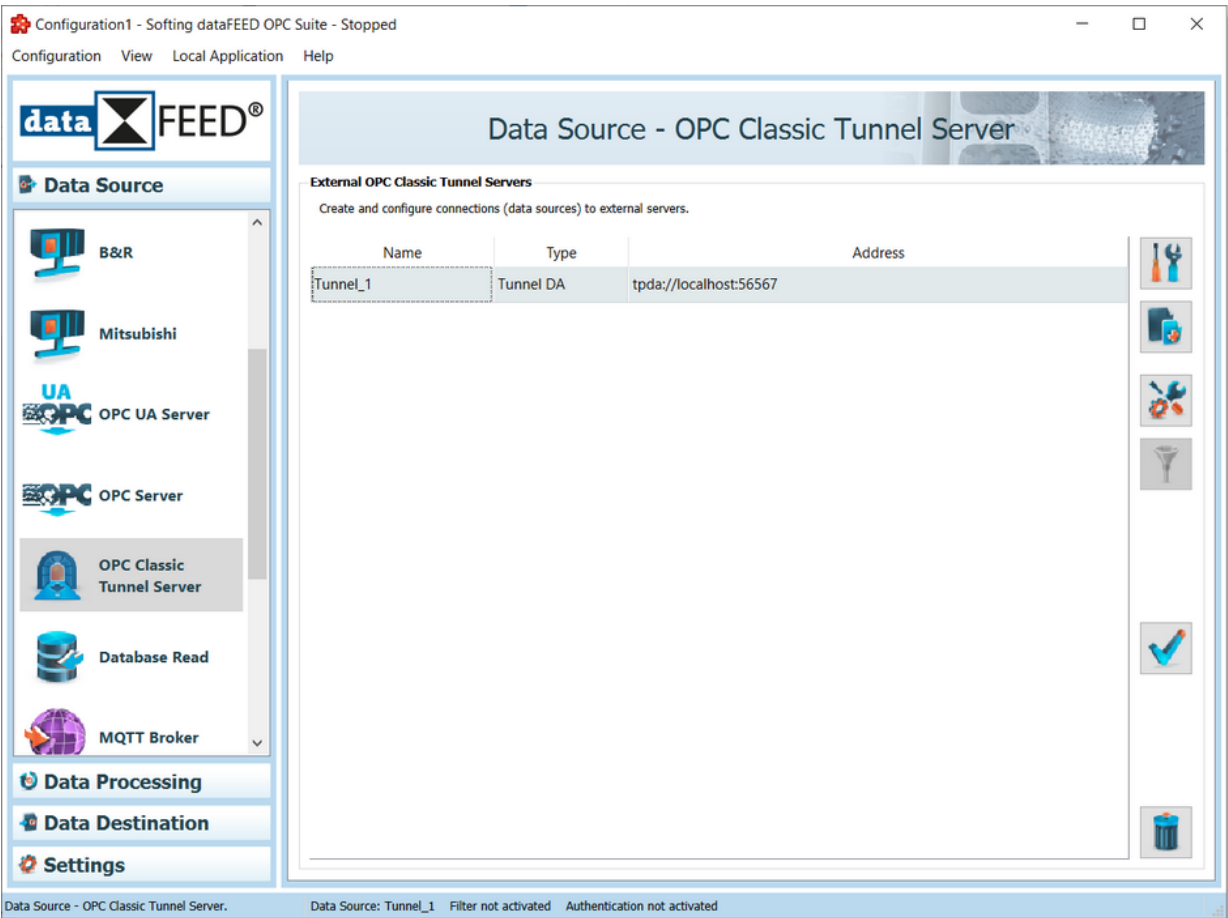 Configuration1 - Softing dataFEED OPC Suite - Stopped
Configuration View Local Application Help
data FEED®
Data Source
B&R
Mitsubishi
UA
OPC
OPC UA Server
OPC
OPC Server
OPC Classic
Tunnel Server
Database Read
MQTT Broker
Data Processing
Data Destination
Settings
Data Source - OPC Classic Tunnel Server
External OPC Classic Tunnel Servers
Create and configure connections (data sources) to external servers.
Name Type Address
Tunnel_1 Tunnel DA tpda://localhost:56567
Data Source - OPC Classic Tunnel Server. Data Source: Tunnel_1 Filter not activated Authentication not activated